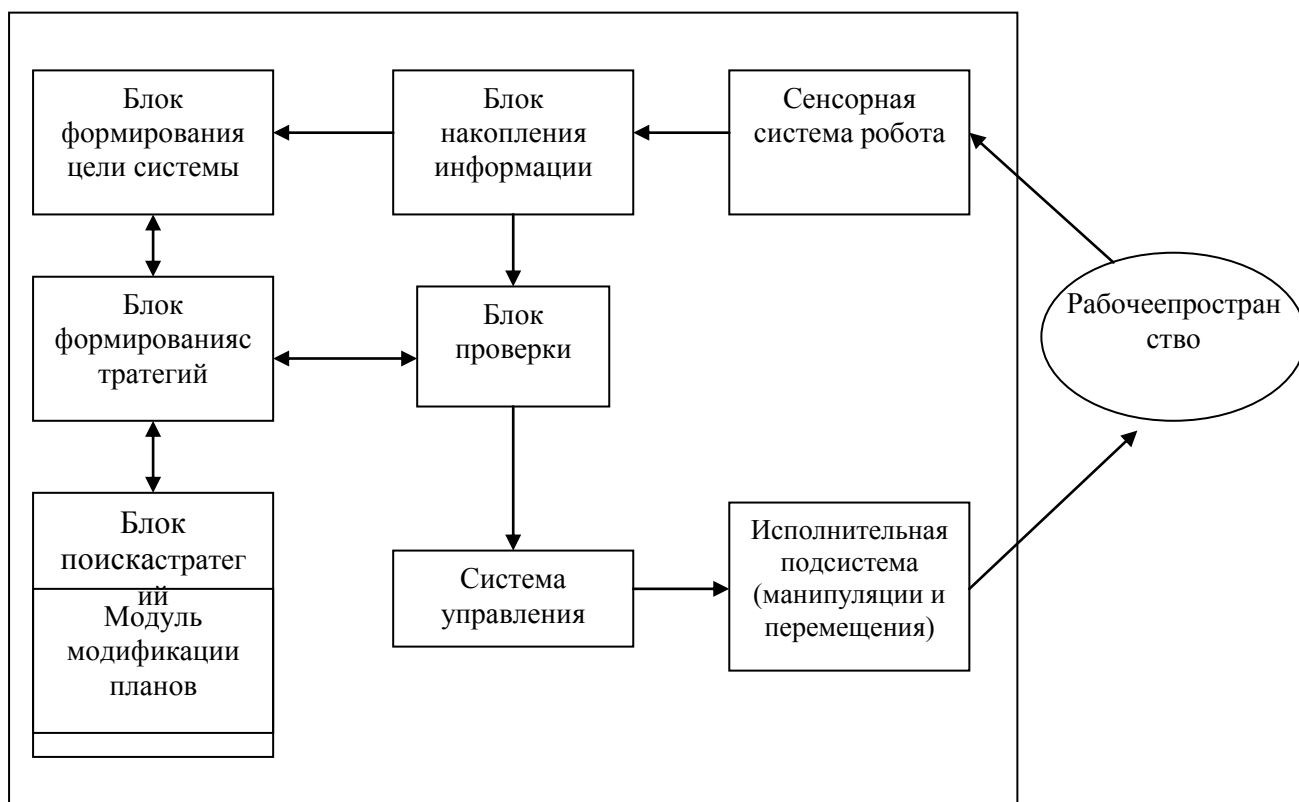 Блок
формирования
цели системы
Блок
накопления
информации
Сенсорная
система робота
Блок
формированияс
тратегий
Блок
проверки
Рабочеепростран
ство
Блок
поискастратег
ий
Модуль
модификации
планов
Система
управления
Исполнительная
подсистема
(манипуляции и
перемещения)